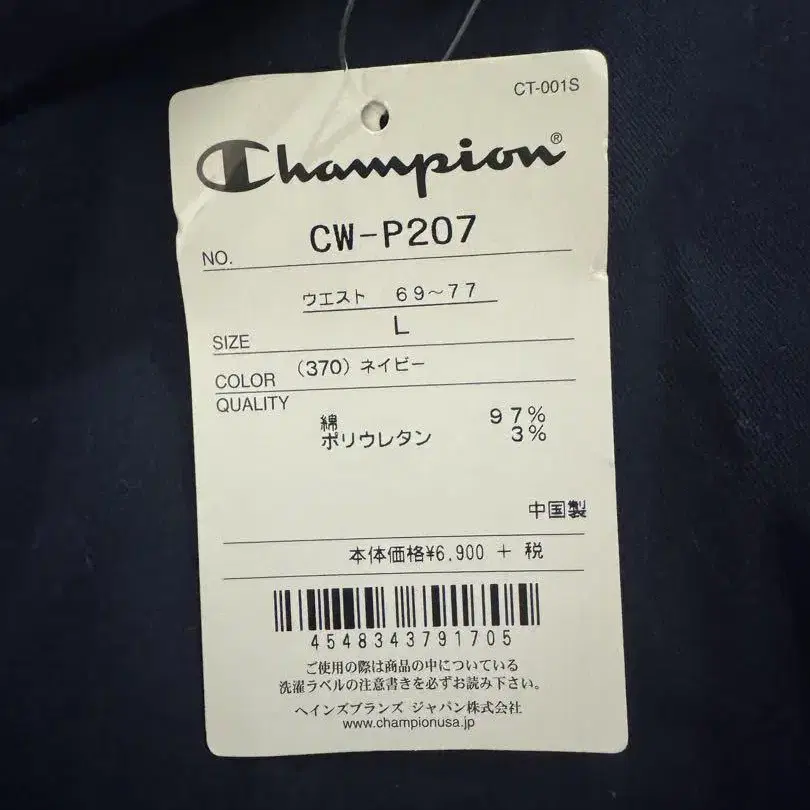 CT-001S
Champion®
NO. CW-P207
ウエスト 69～77
SIZE L
COLOR (370) ネイビー
QUALITY
綿 97%
ポリウレタン 3%
中国製
本体価格¥6,900 + 税
4548343791705
ご使用の際は商品の中についている
洗濯ラベルの注意書きを必ずお読み下さい。
ヘインズブランズ ジャパン株式会社
www.championusa.jp